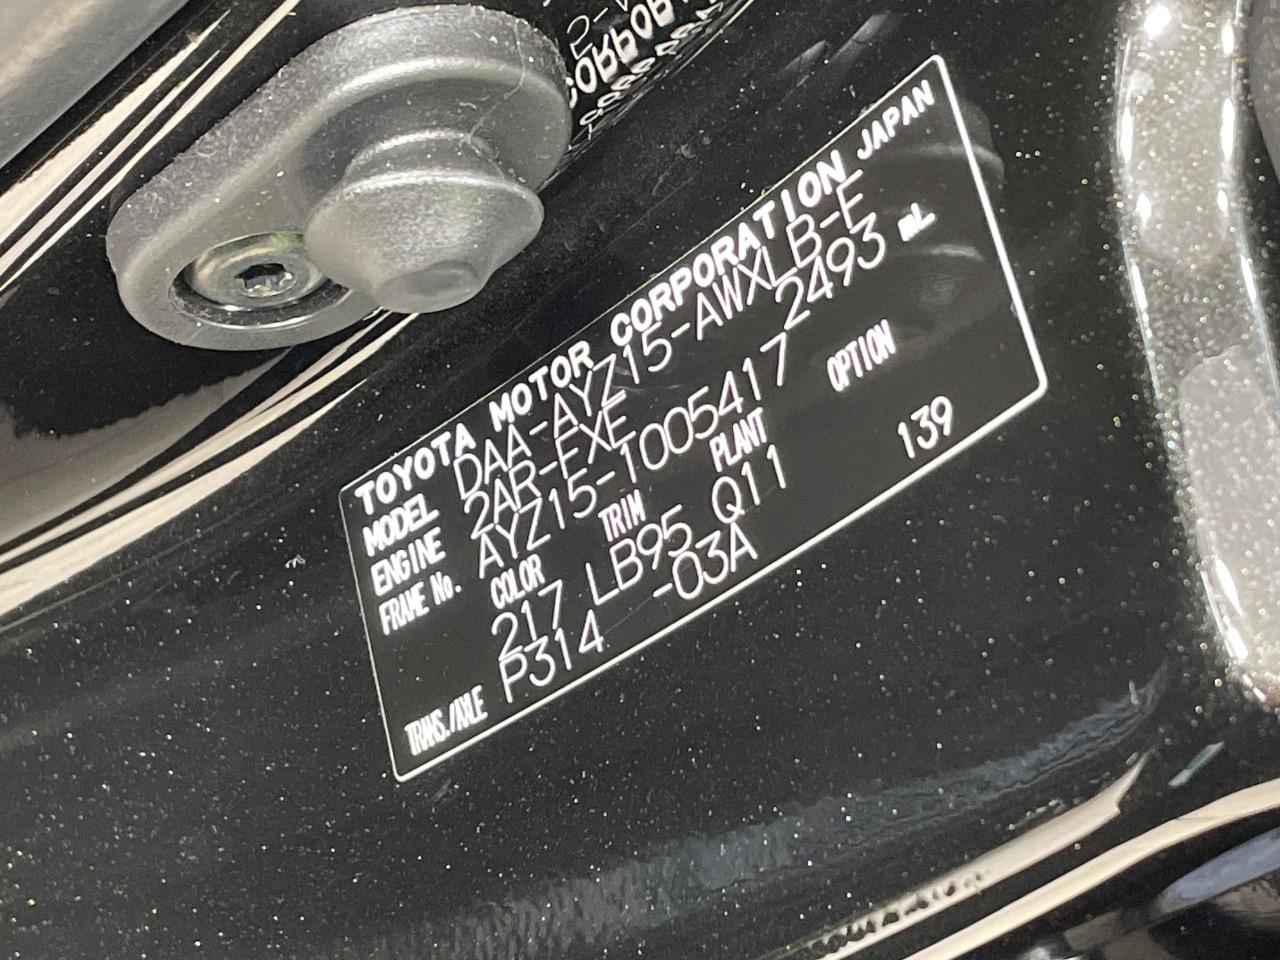 TOYOTA MOTOR CORPORATION JAPAN
MODEL DAA-AYZ15-AWXLB-E
ENGINE 2AR-FXE 2493 mL
FRAME No. AYZ15-1005417
COLOR TRIM PLANT OPTION
217 LB95 Q11 139
TRANS./AXLE P314 -03A
CORPORAT